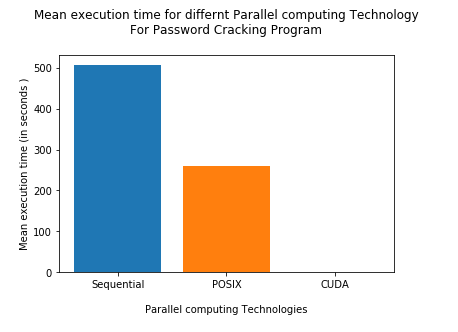 Mean execution time for differnt Parallel computing Technology
For Password Cracking Program
500
400
300
200
100
0
Mean execution time (in seconds )
Sequential POSIX CUDA
Parallel computing Technologies